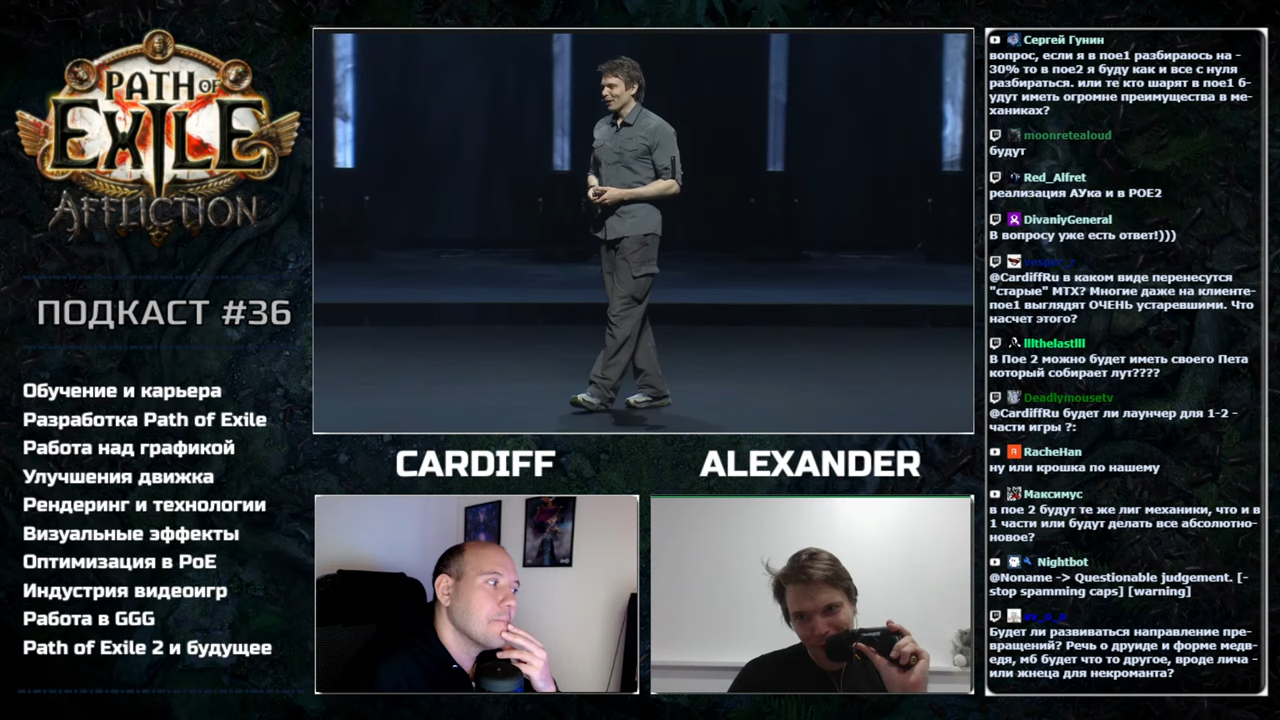 PATH OF
EXILE
AFFLICTION
ПОДКАСТ #36
Обучение и карьера
Разработка Path of Exile
Работа над графикой
Улучшения движка
Рендеринг и технологии
Визуальные эффекты
Оптимизация в PoE
Индустрия видеоигр
Работа в GGG
Path of Exile 2 и будущее
CARDIFF
ALEXANDER
Сергей Гунин
вопрос, если я в пое1 разбираюсь на -
30% то в пое2 я буду как и все с нуля
разбираться. или те кто шарят в пое1 б-
удут иметь огромне преимущества в ме-
ханиках?
moonretealoud
будут
Red_Alfret
реализация АУка и в POE2
DivaniyGeneral
В вопросу уже есть ответ!)))
@CardiffRu в каком виде перенесутся
"старые" MTX? Многие даже на клиенте-
пое1 выглядят ОЧЕНЬ устаревшими. Что
насчет этого?
lllthelastlll
В Пое 2 можно будет иметь своего Пета
который собирает лут????
Deadlymousetv
@CardiffRu будет ли лаунчер для 1-2 -
части игры ?:
Я RacheHan
ну или крошка по нашему
Максимус
в пое 2 будут те же лиг механики, что и в
1 части или будут делать все абсолютно-
новое?
Nightbot
@Noname -> Questionable judgement. [-
stop spamming caps] [warning]
Будет ли развиваться направление пре-
вращений? Речь о друиде и форме медв-
едя, мб будет что то другое, вроде лича -
или жнеца для некроманта?